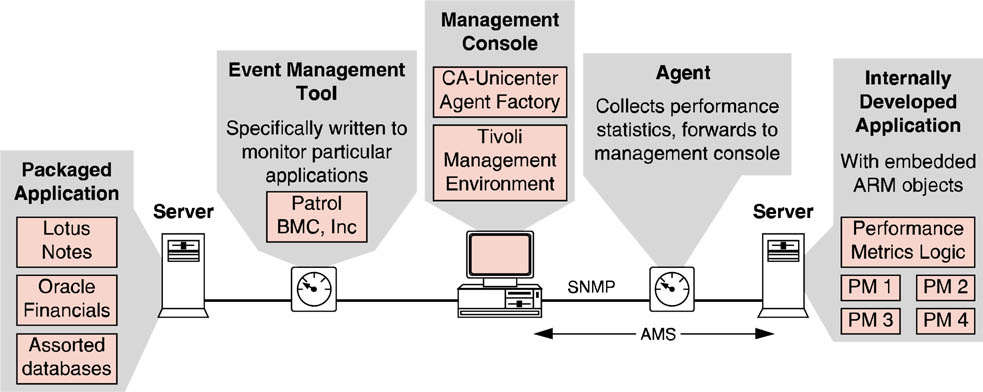 Packaged
Application
Lotus
Notes
Oracle
Financials
Assorted
databases
Server
Event Management
Tool
Specifically written to
monitor particular
applications
Patrol
BMC, Inc
Management
Console
CA-Unicenter
Agent Factory
Tivoli
Management
Environment
SNMP
AMS
Agent
Collects performance
statistics, forwards to
management console
Server
Internally
Developed
Application
With embedded
ARM objects
Performance
Metrics Logic
PM 1
PM 2
PM 3
PM 4